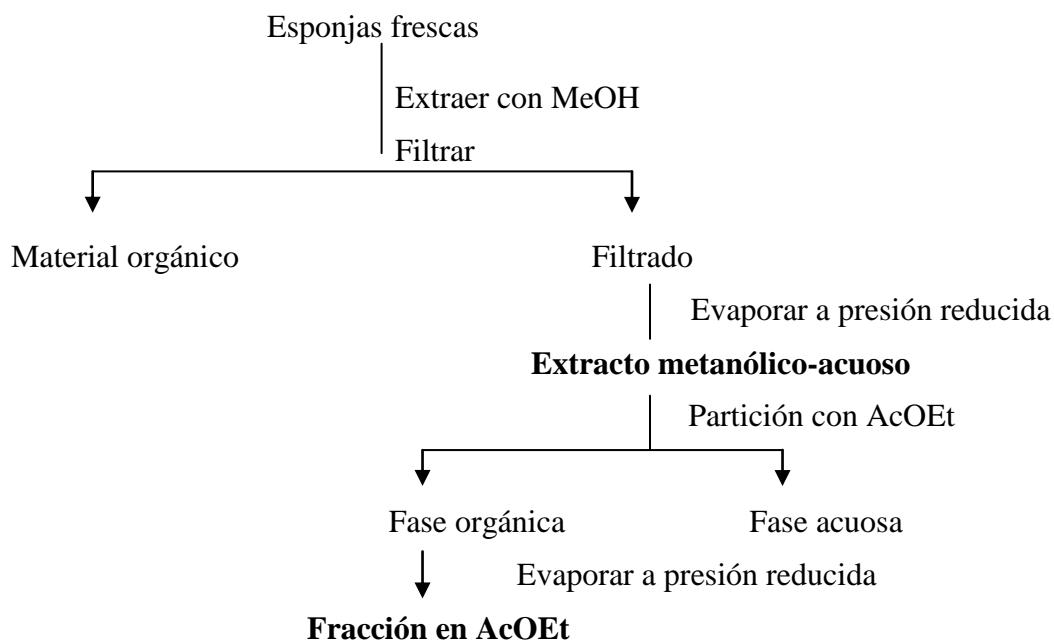 Esponjas frescas
Extraer con MeOH
Filtrar
Material orgánico
Filtrado
Evaporar a presión reducida
Extracto metanólico-acuoso
Partición con AcOEt
Fase orgánica
Fase acuosa
Evaporar a presión reducida
Fracción en AcOEt